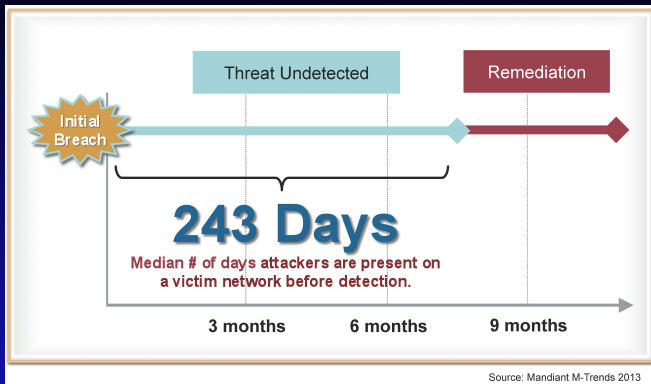 Threat Undetected
Remediation
Initial
Breach
243 Days
Median # of days attackers are present on
a victim network before detection.
3 months
6 months
9 months
Source: Mandiant M-Trends 2013